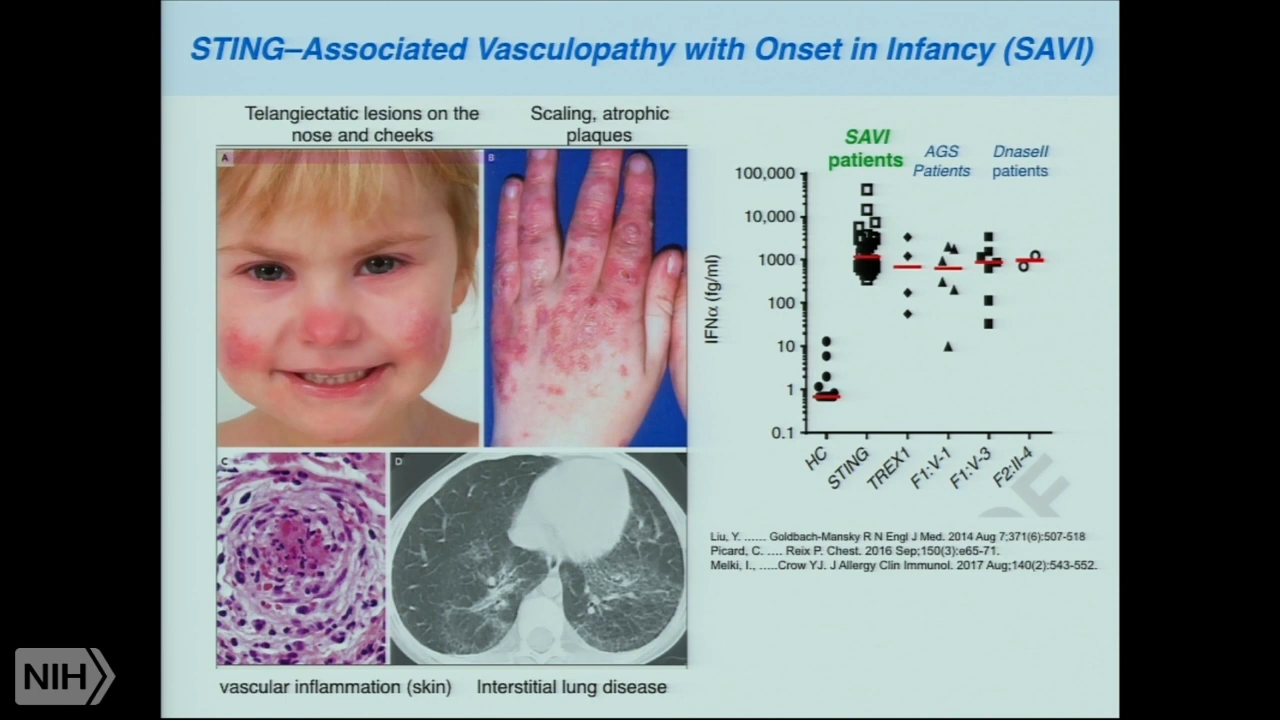 STING–Associated Vasculopathy with Onset in Infancy (SAVI)
Telangiectatic lesions on the
nose and cheeks
Scaling, atrophic
plaques
A
B
C
D
vascular inflammation (skin)
Interstitial lung disease
SAVI
patients
AGS
Patients
DnaseII
patients
IFNα (fg/ml)
100,000
10,000
1000
100
10
1
0.1
HC
STING
TREX1
F1:V-1
F1:V-3
F2:II-4
Liu, Y. ...... Goldbach-Mansky R N Engl J Med. 2014 Aug 7;371(6):507-518
Picard, C. .... Reix P. Chest. 2016 Sep;150(3):e65-71.
Melki, I., .....Crow YJ. J Allergy Clin Immunol. 2017 Aug;140(2):543-552.
NIH